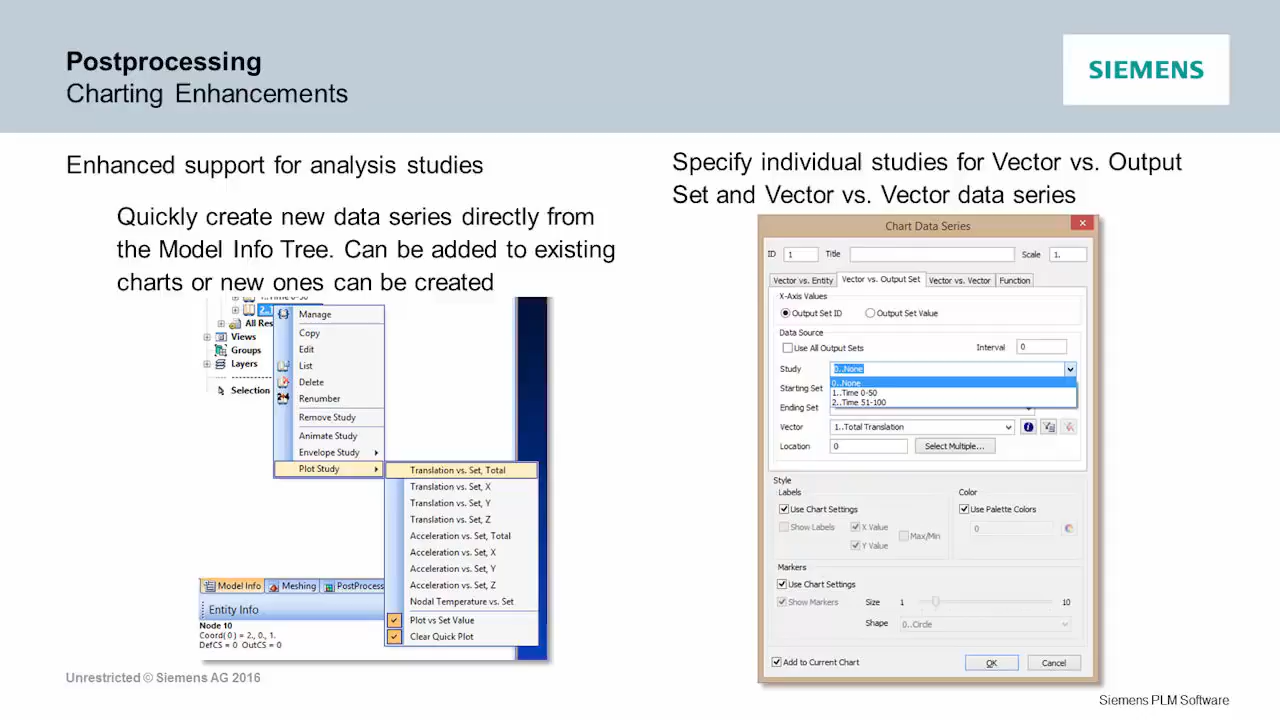 Postprocessing
Charting Enhancements
SIEMENS
Enhanced support for analysis studies
Quickly create new data series directly from
the Model Info Tree. Can be added to existing
charts or new ones can be created
1..Time 0-50
2..
All Res
Views
Groups
Layers
Selection
Manage
Copy
Edit
List
Delete
Renumber
Remove Study
Animate Study
Envelope Study
Plot Study
Translation vs. Set, Total
Translation vs. Set, X
Translation vs. Set, Y
Translation vs. Set, Z
Acceleration vs. Set, Total
Acceleration vs. Set, X
Acceleration vs. Set, Y
Acceleration vs. Set, Z
Nodal Temperature vs. Set
Plot vs Set Value
Clear Quick Plot
Model Info Meshing PostProcess
Entity Info
Node 10
Coord( 0 ) = 2., 0., 1.
DefCS = 0 OutCS = 0
Specify individual studies for Vector vs. Output
Set and Vector vs. Vector data series
Chart Data Series
ID 1 Title Scale 1.
Vector vs. Entity Vector vs. Output Set Vector vs. Vector Function
X-Axis Values
Output Set ID Output Set Value
Data Source
Use All Output Sets Interval 0
Study 0..None
0..None
Starting Set 1..Time 0-50
2..Time 51-100
Ending Set
Vector 1..Total Translation
Location 0 Select Multiple...
Style
Labels Color
Use Chart Settings Use Palette Colors
Show Labels X Value 0
Max/Min
Y Value
Markers
Use Chart Settings
Show Markers Size 1 10
Shape 0..Circle
Add to Current Chart OK Cancel
Unrestricted © Siemens AG 2016
Siemens PLM Software